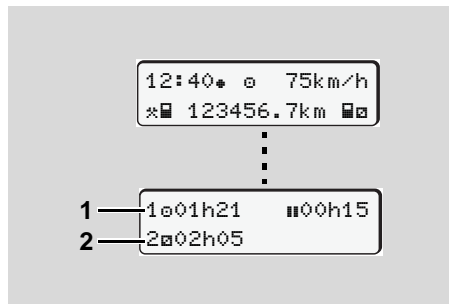 12:40● ⊙ 75km/h
⚒▮ 123456.7km ▮⧄
1 1⊙01h21 ॥00h15
2 2⧄02h05